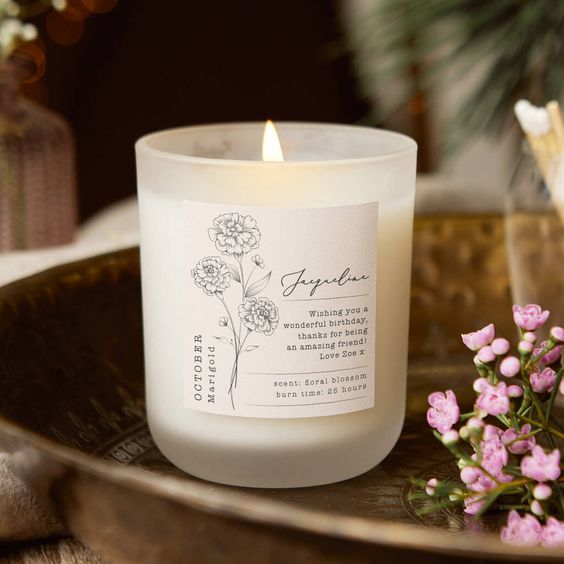 OCTOBER
Marigold
Jacqueline
Wishing you a
wonderful birthday,
thanks for being
an amazing friend!
Love Zoe x
scent: floral blossom
burn time: 25 hours